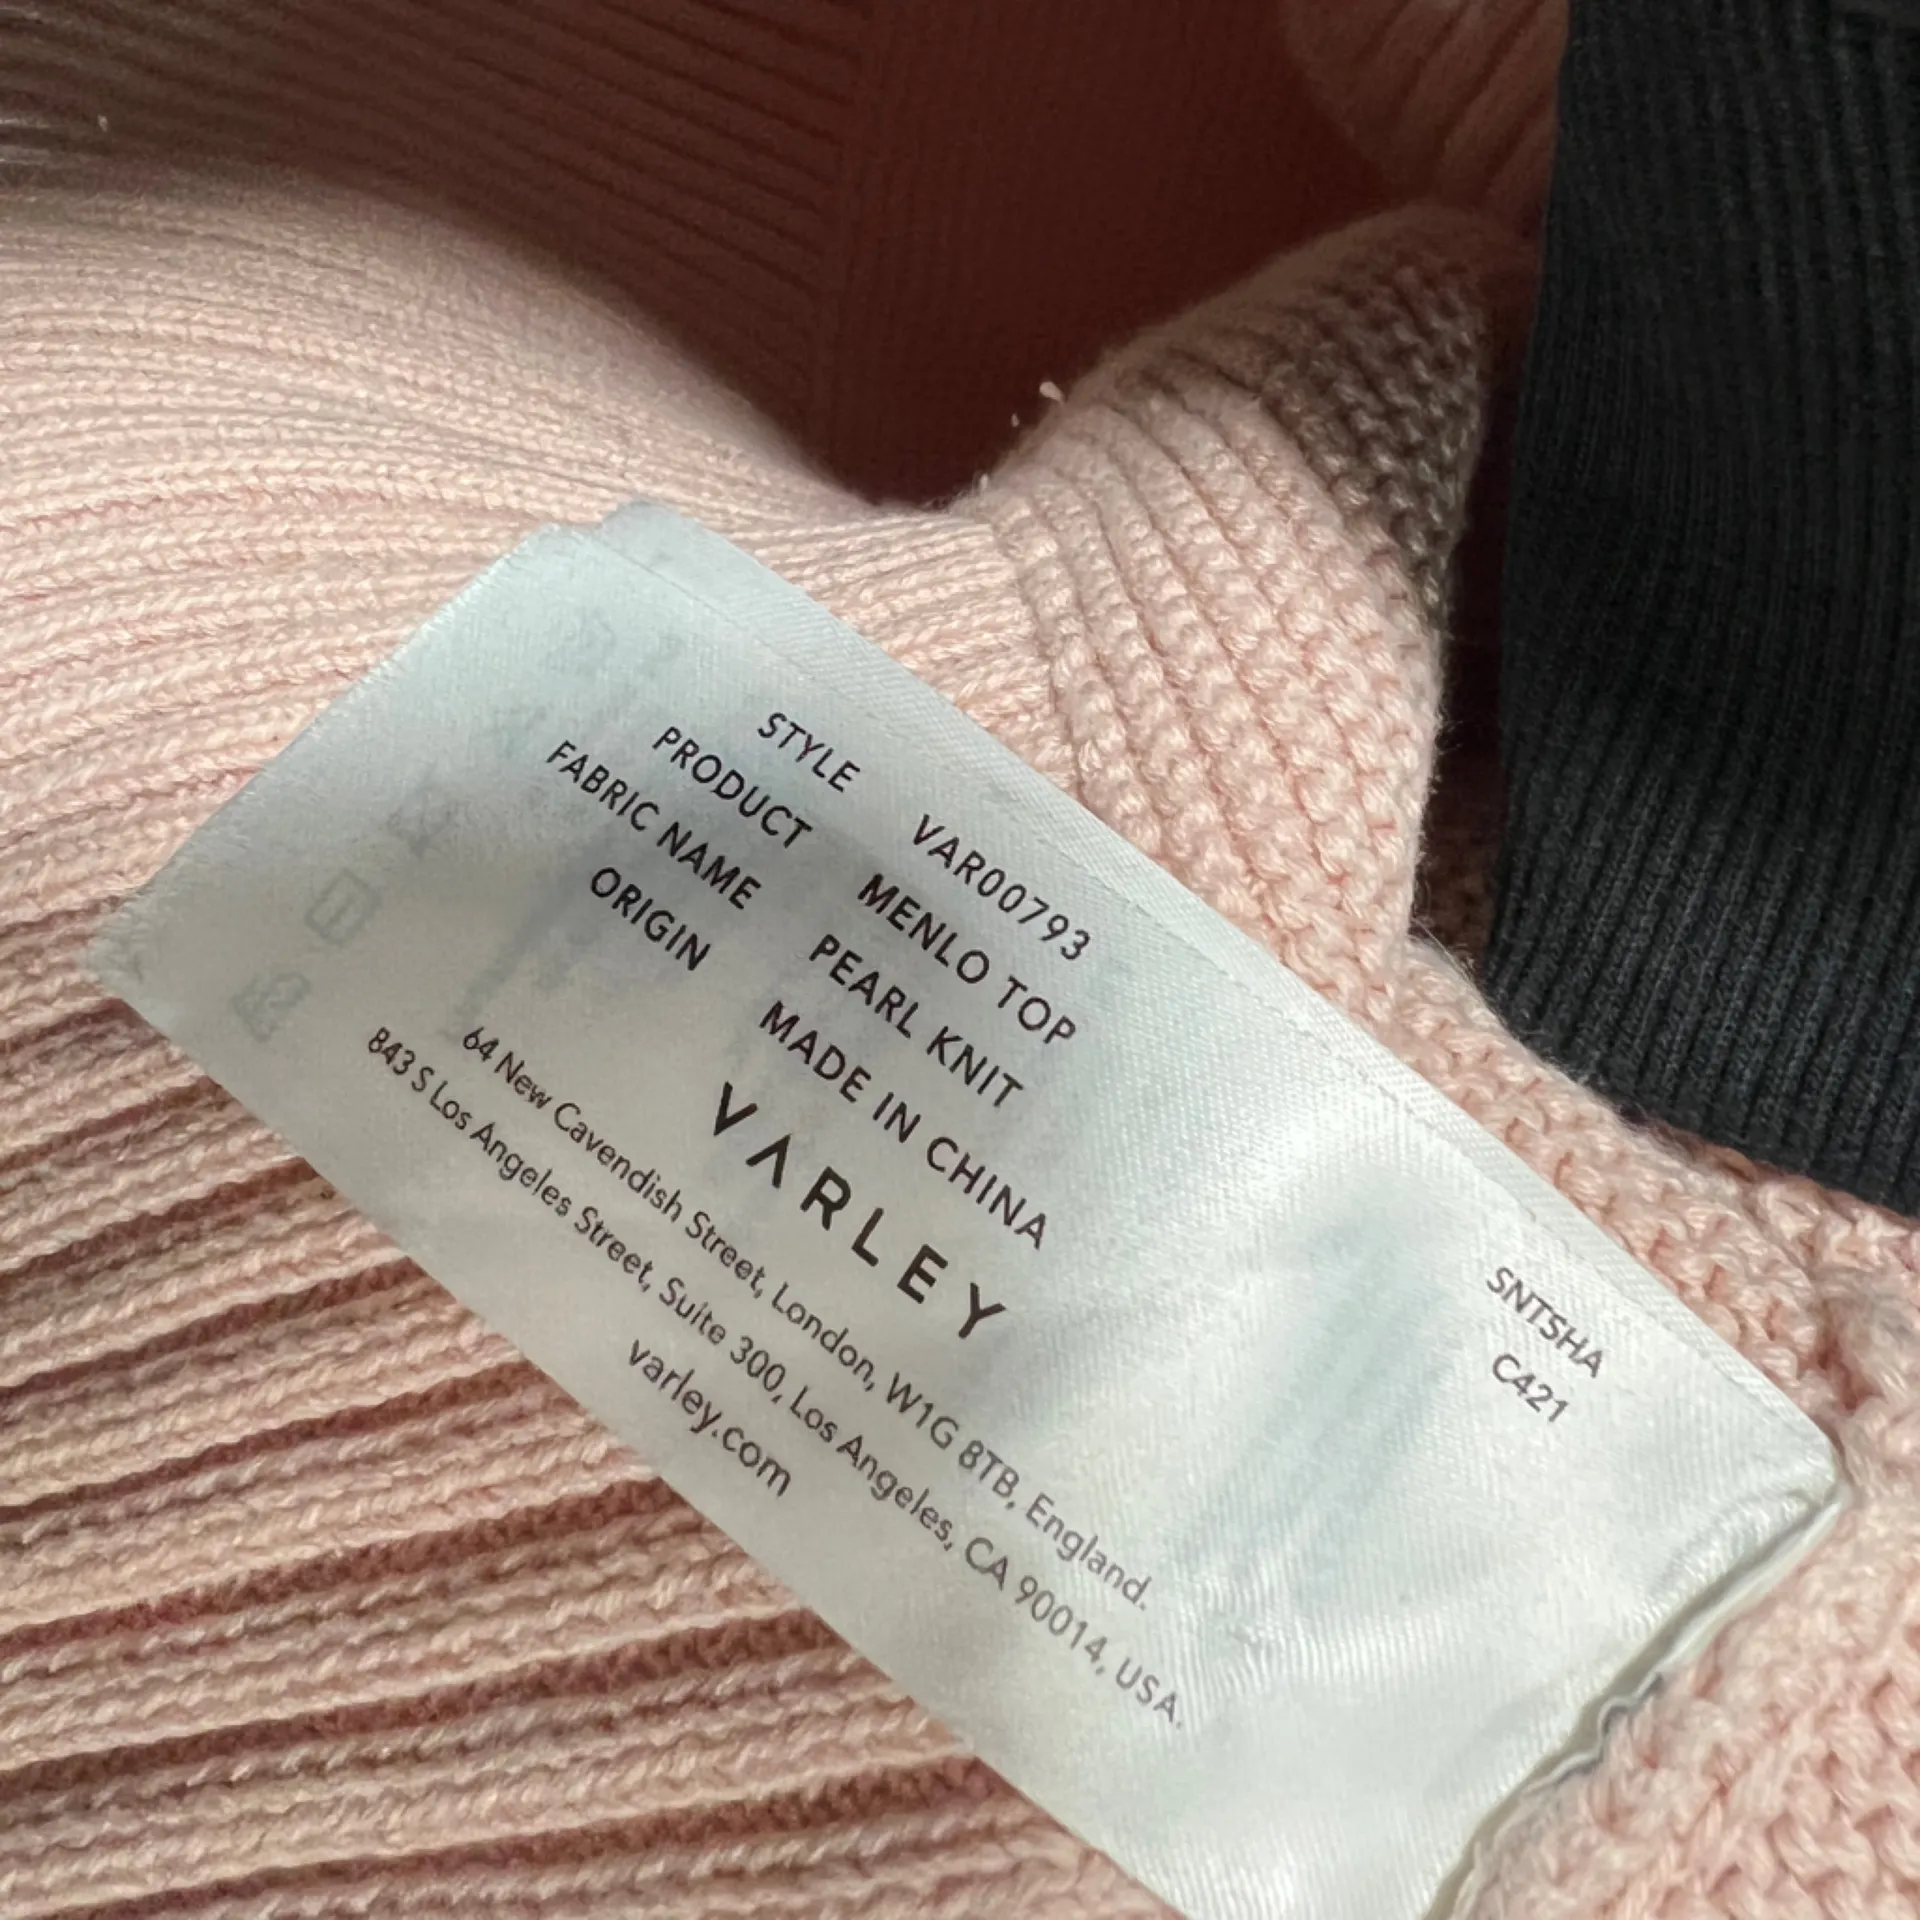 STYLE VAR00793
PRODUCT MENLO TOP
FABRIC NAME PEARL KNIT
ORIGIN MADE IN CHINA
VARLEY
64 New Cavendish Street, London, W1G 8TB, England.
843 S Los Angeles Street, Suite 300, Los Angeles, CA 90014, USA.
varley.com
SNTSHA
C421